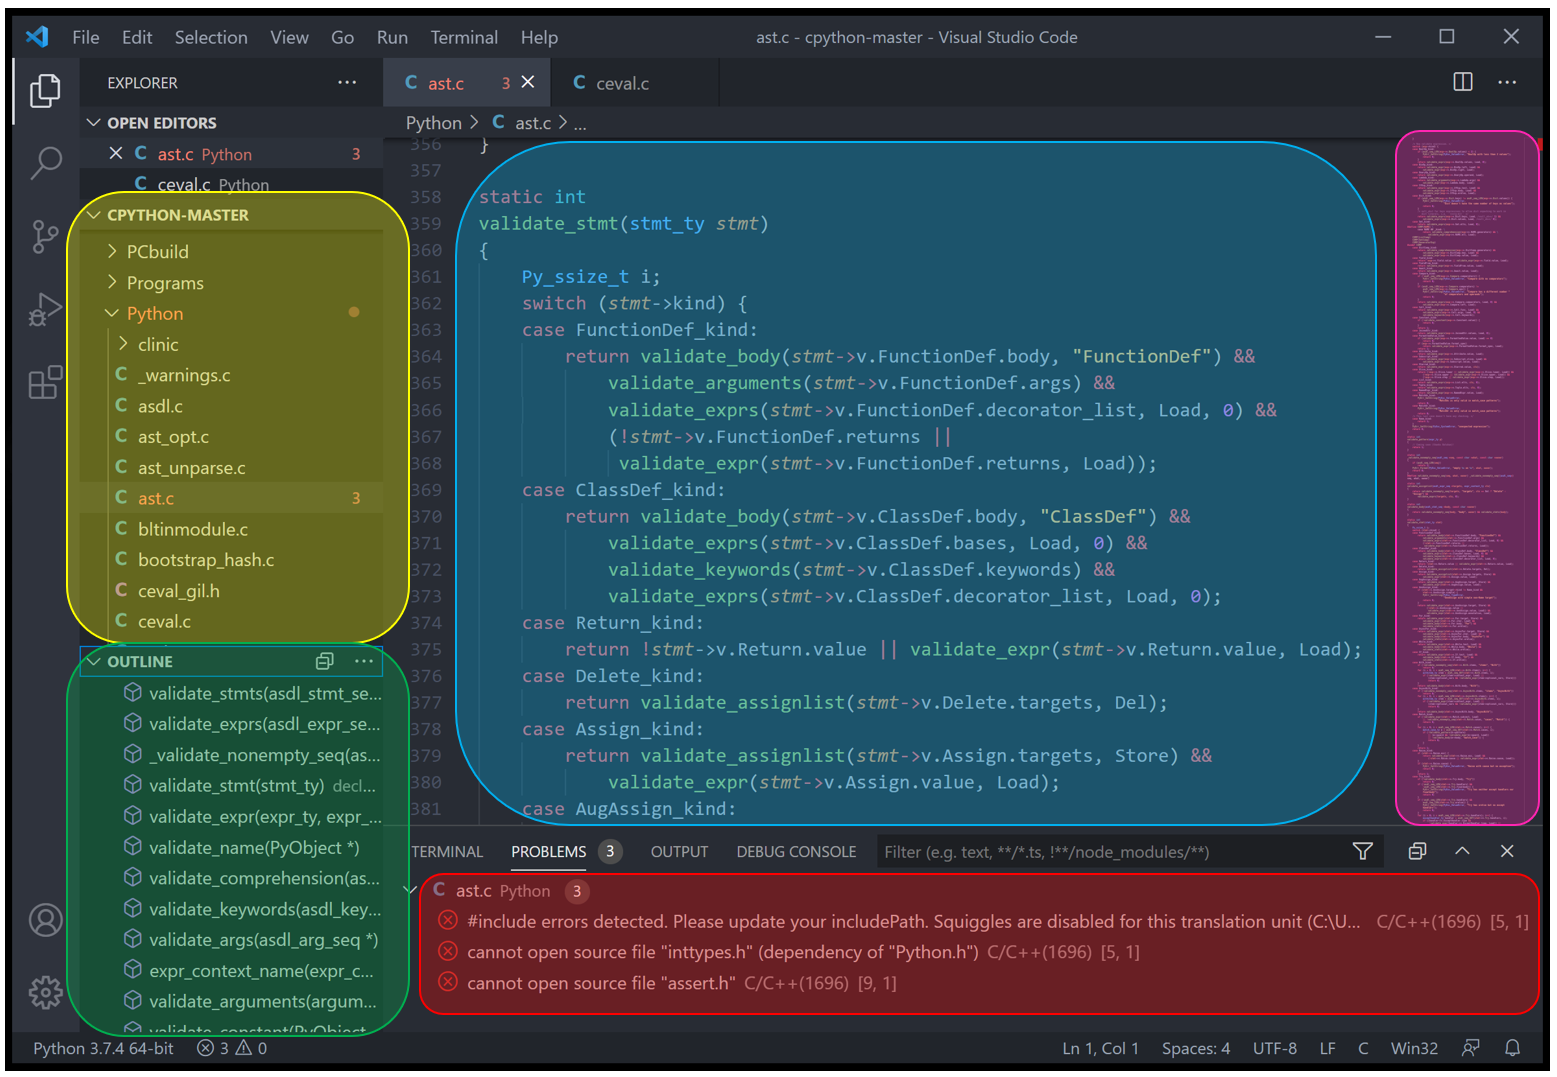 File Edit Selection View Go Run Terminal Help
ast.c - cpython-master - Visual Studio Code
EXPLORER
OPEN EDITORS
C ast.c Python 3
C ceval.c Python
CPYTHON-MASTER
PCbuild
Programs
Python
clinic
C _warnings.c
C asdl.c
C ast_opt.c
C ast_unparse.c
C ast.c 3
C bltinmodule.c
C bootstrap_hash.c
C ceval_gil.h
C ceval.c
OUTLINE
validate_stmts(asdl_stmt_se...
validate_exprs(asdl_expr_se...
_validate_nonempty_seq(as...
validate_stmt(stmt_ty) decl...
validate_expr(expr_ty, expr_...
validate_name(PyObject *)
validate_comprehension(as...
validate_keywords(asdl_key...
validate_args(asdl_arg_seq *)
expr_context_name(expr_c...
validate_arguments(argum...
validate_constant(PyObject
C ast.c 3
C ceval.c
Python > C ast.c > ...
356 }
357
358 static int
359 validate_stmt(stmt_ty stmt)
360 {
361 Py_ssize_t i;
362 switch (stmt->kind) {
363 case FunctionDef_kind:
364 return validate_body(stmt->v.FunctionDef.body, "FunctionDef") &&
365 validate_arguments(stmt->v.FunctionDef.args) &&
366 validate_exprs(stmt->v.FunctionDef.decorator_list, Load, 0) &&
367 (!stmt->v.FunctionDef.returns ||
368 validate_expr(stmt->v.FunctionDef.returns, Load));
369 case ClassDef_kind:
370 return validate_body(stmt->v.ClassDef.body, "ClassDef") &&
371 validate_exprs(stmt->v.ClassDef.bases, Load, 0) &&
372 validate_keywords(stmt->v.ClassDef.keywords) &&
373 validate_exprs(stmt->v.ClassDef.decorator_list, Load, 0);
374 case Return_kind:
375 return !stmt->v.Return.value || validate_expr(stmt->v.Return.value, Load);
376 case Delete_kind:
377 return validate_assignlist(stmt->v.Delete.targets, Del);
378 case Assign_kind:
379 return validate_assignlist(stmt->v.Assign.targets, Store) &&
380 validate_expr(stmt->v.Assign.value, Load);
381 case AugAssign_kind:
TERMINAL PROBLEMS 3 OUTPUT DEBUG CONSOLE Filter (e.g. text, **/*.ts, !**/node_modules/**)
C ast.c Python 3
#include errors detected. Please update your includePath. Squiggles are disabled for this translation unit (C:\U... C/C++(1696) [5, 1]
cannot open source file "inttypes.h" (dependency of "Python.h") C/C++(1696) [5, 1]
cannot open source file "assert.h" C/C++(1696) [9, 1]
Python 3.7.4 64-bit 3 0 Ln 1, Col 1 Spaces: 4 UTF-8 LF C Win32